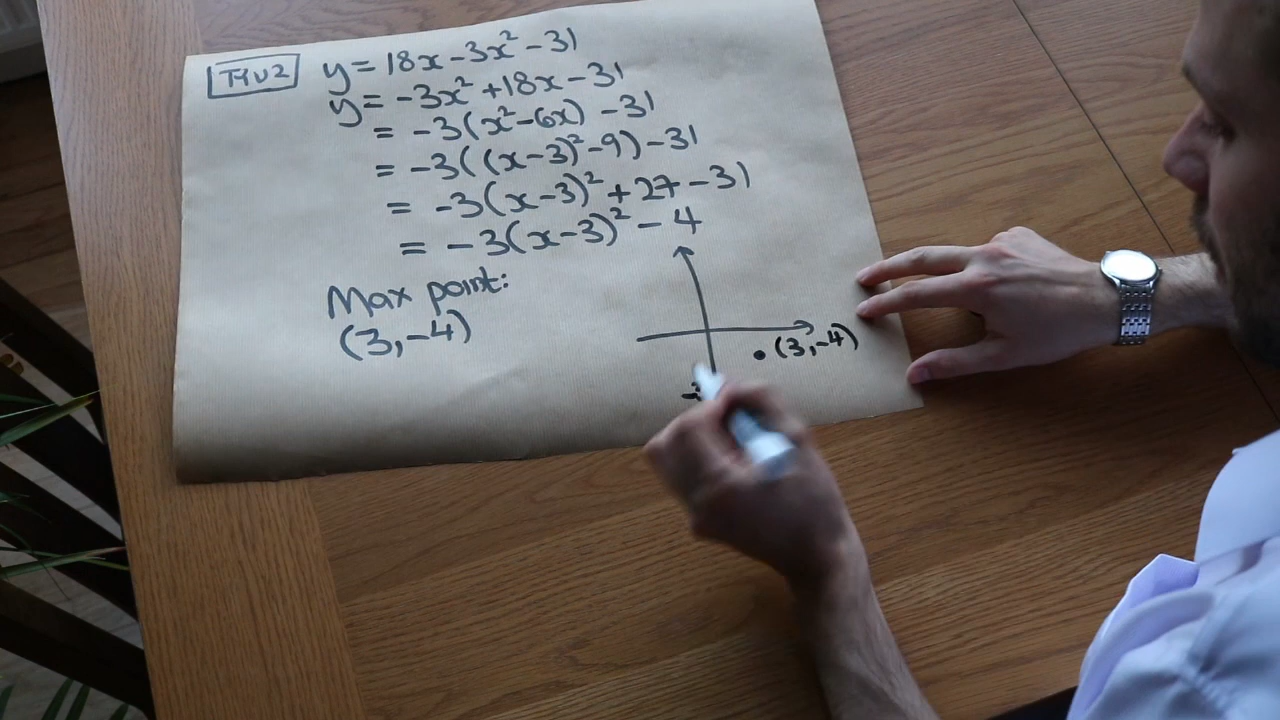 TYU2
y = 18x - 3x² - 31
y = -3x² + 18x - 31
= -3(x² - 6x) - 31
= -3((x-3)² - 9) - 31
= -3(x-3)² + 27 - 31
= -3(x-3)² - 4
Max point:
(3,-4)
(3,-4)